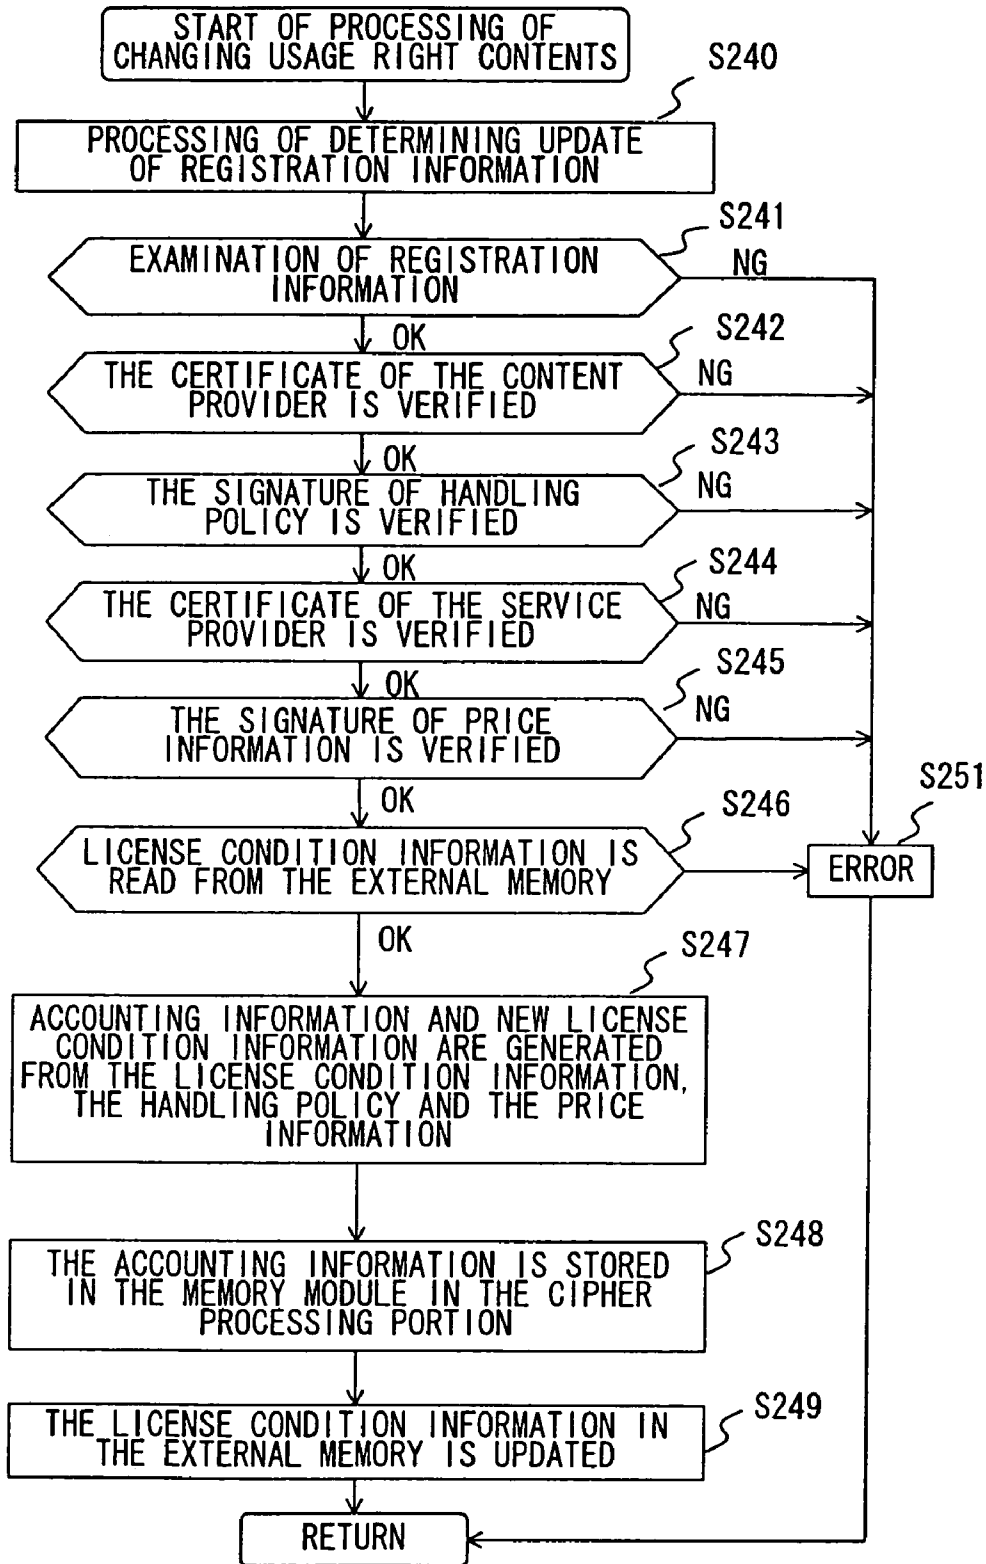 START OF PROCESSING OF
CHANGING USAGE RIGHT CONTENTS
S240
PROCESSING OF DETERMINING UPDATE
OF REGISTRATION INFORMATION
S241
EXAMINATION OF REGISTRATION
INFORMATION
NG
OK
S242
THE CERTIFICATE OF THE CONTENT
PROVIDER IS VERIFIED
NG
OK
S243
THE SIGNATURE OF HANDLING
POLICY IS VERIFIED
NG
OK
S244
THE CERTIFICATE OF THE SERVICE
PROVIDER IS VERIFIED
NG
OK
S245
THE SIGNATURE OF PRICE
INFORMATION IS VERIFIED
NG
OK
S246
LICENSE CONDITION INFORMATION IS
READ FROM THE EXTERNAL MEMORY
S251
ERROR
OK
S247
ACCOUNTING INFORMATION AND NEW LICENSE
CONDITION INFORMATION ARE GENERATED
FROM THE LICENSE CONDITION INFORMATION,
THE HANDLING POLICY AND THE PRICE
INFORMATION
S248
THE ACCOUNTING INFORMATION IS STORED
IN THE MEMORY MODULE IN THE CIPHER
PROCESSING PORTION
S249
THE LICENSE CONDITION INFORMATION IN
THE EXTERNAL MEMORY IS UPDATED
RETURN